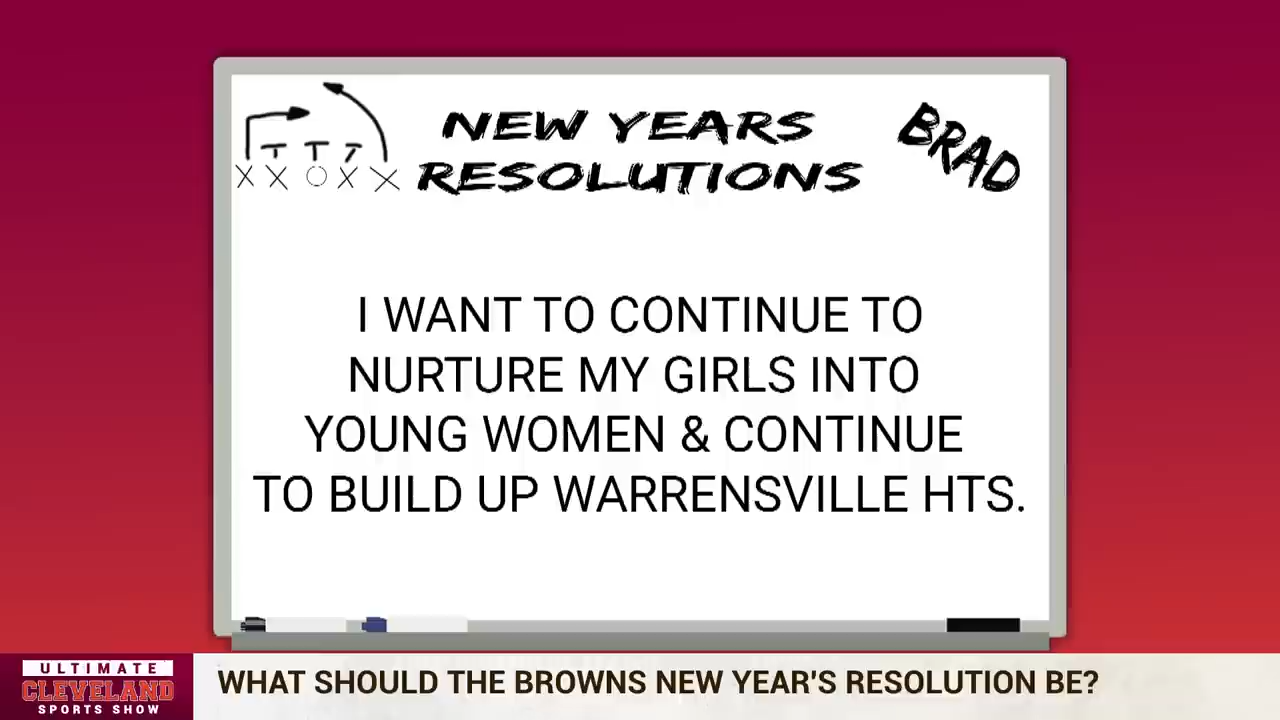 NEW YEARS
RESOLUTIONS
BRAD
I WANT TO CONTINUE TO
NURTURE MY GIRLS INTO
YOUNG WOMEN & CONTINUE
TO BUILD UP WARRENSVILLE HTS.
ULTIMATE
CLEVELAND
SPORTS SHOW
WHAT SHOULD THE BROWNS NEW YEAR'S RESOLUTION BE?